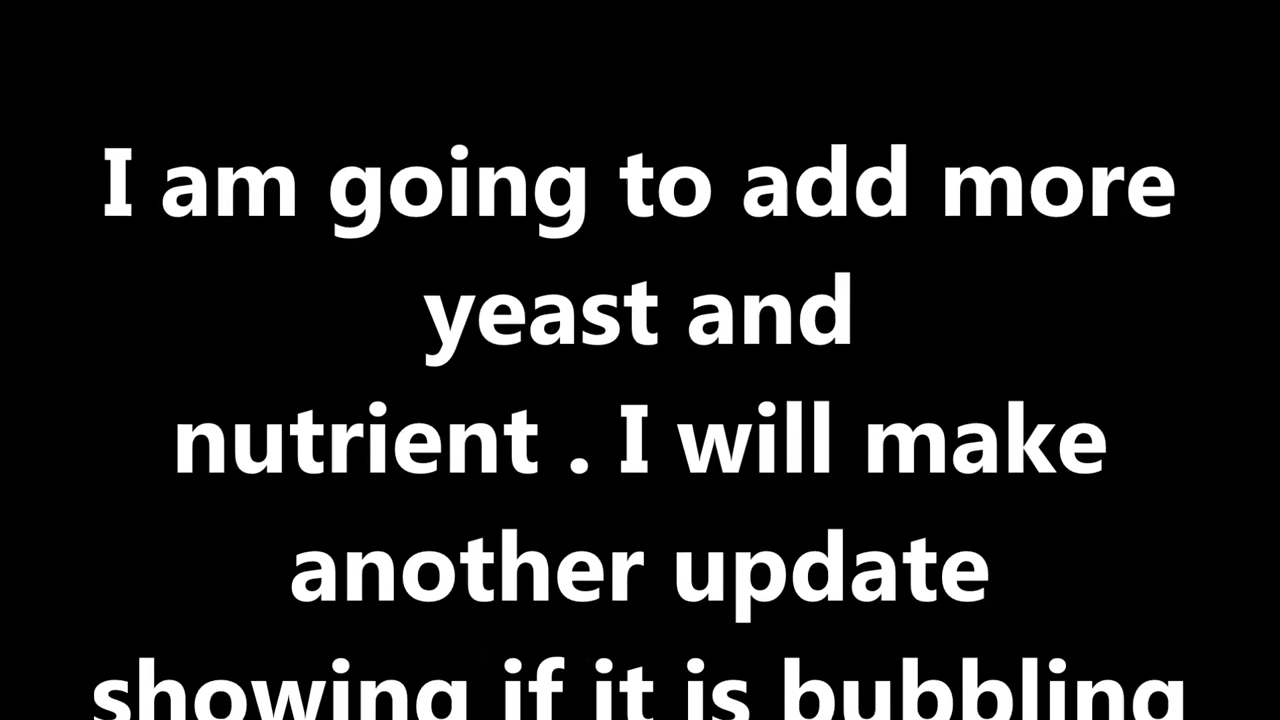 I am going to add more
yeast and
nutrient . I will make
another update
showing if it is bubbling